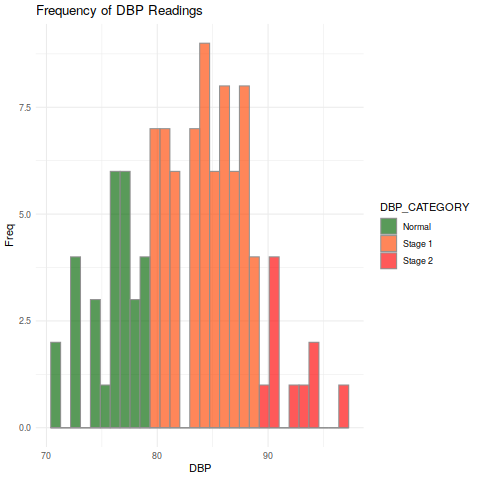 Frequency of DBP Readings
7.5
5.0
2.5
0.0
Freq
70
80
90
DBP
DBP_CATEGORY
Normal
Stage 1
Stage 2